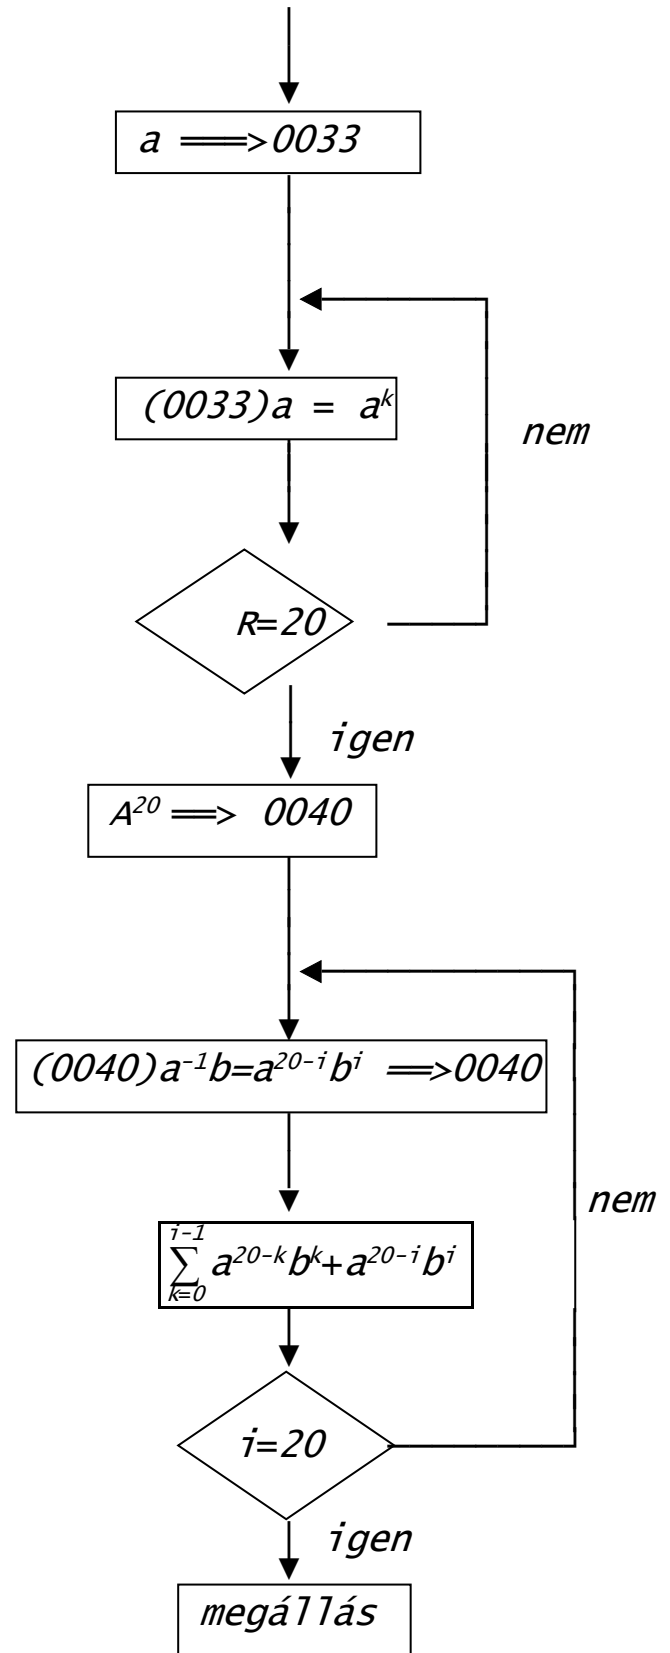 a ===>0033
(0033)a = a^k
nem
R=20
igen
A^20 ==> 0040
(0040)a^-1b=a^20-i b^i ==>0040
nem
i-1
∑ a^20-k b^k+a^20-i b^i
k=0
i=20
igen
megállás